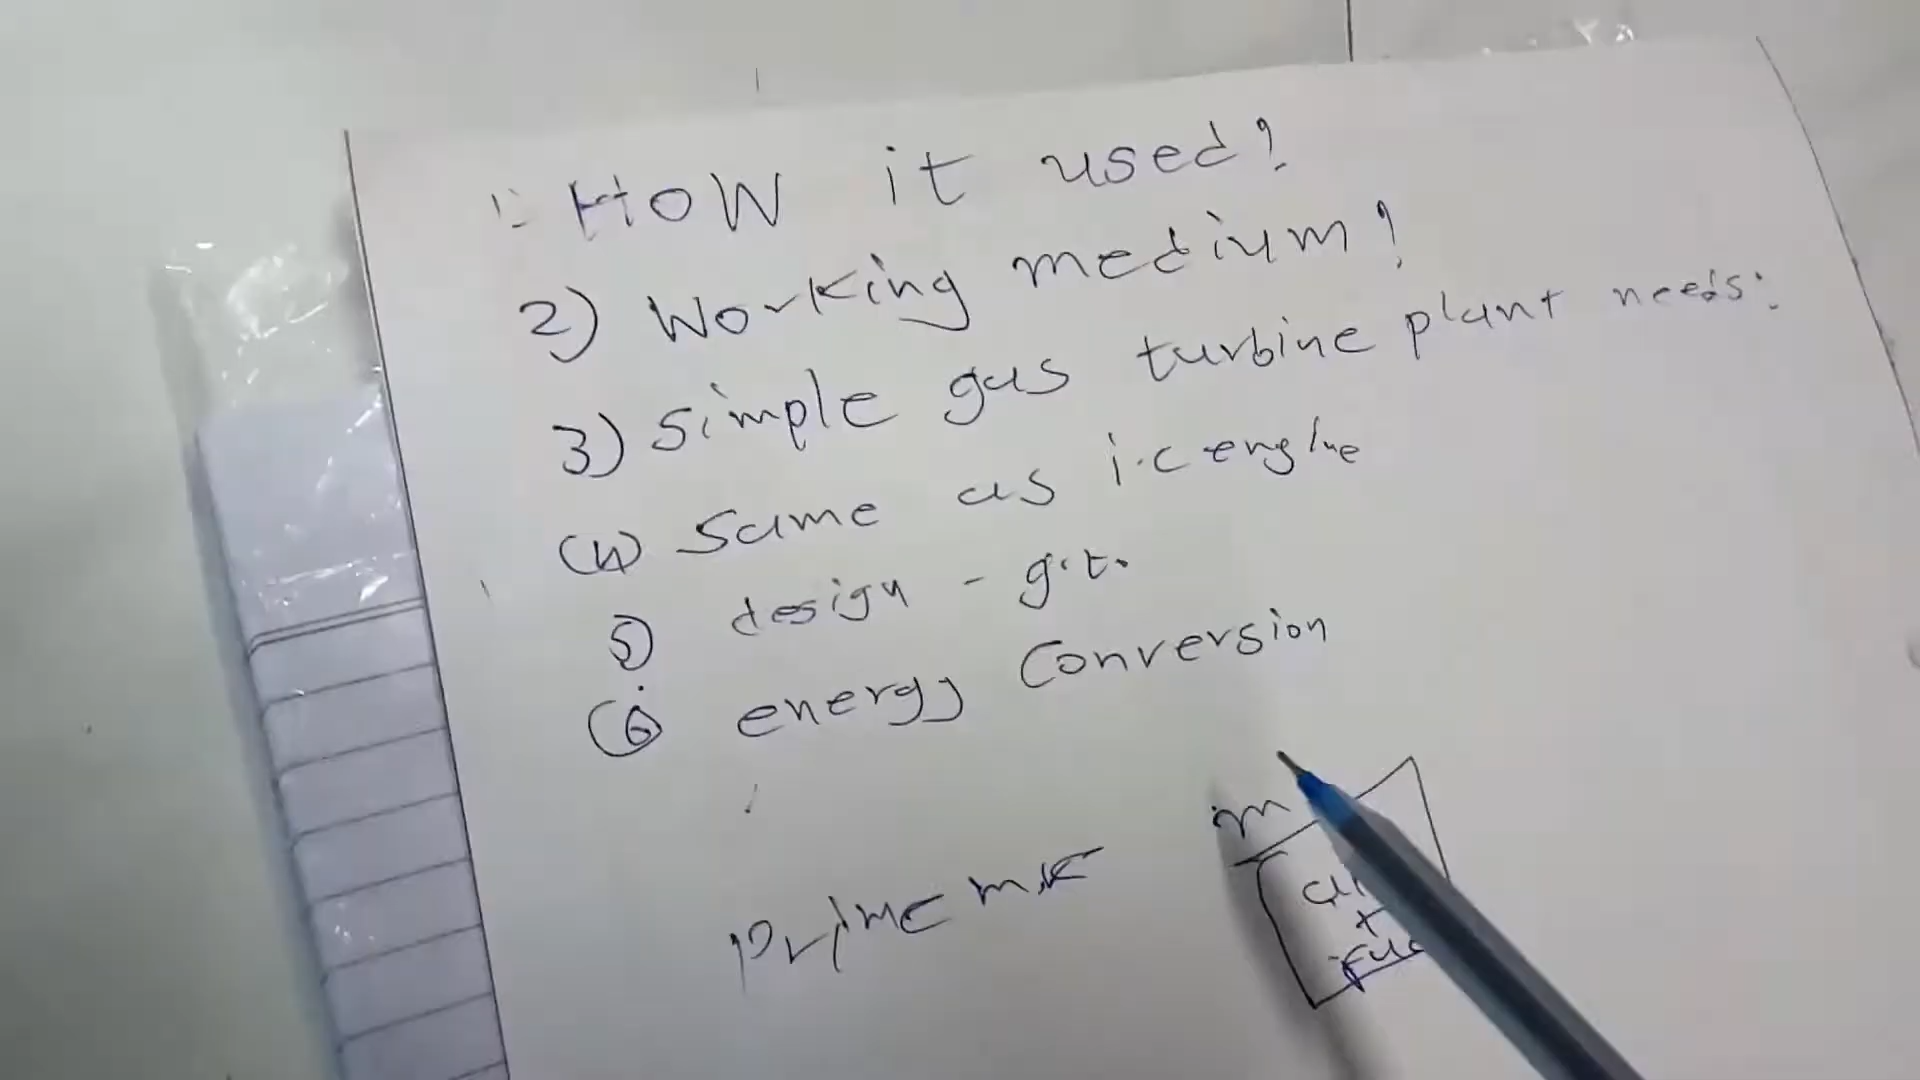 1: HOW it used?
2) Working medium?
3) simple gas turbine plant needs:
(4) Same as i.c engine
5) design - g.t.
(6) energy Conversion
Prime
m
+